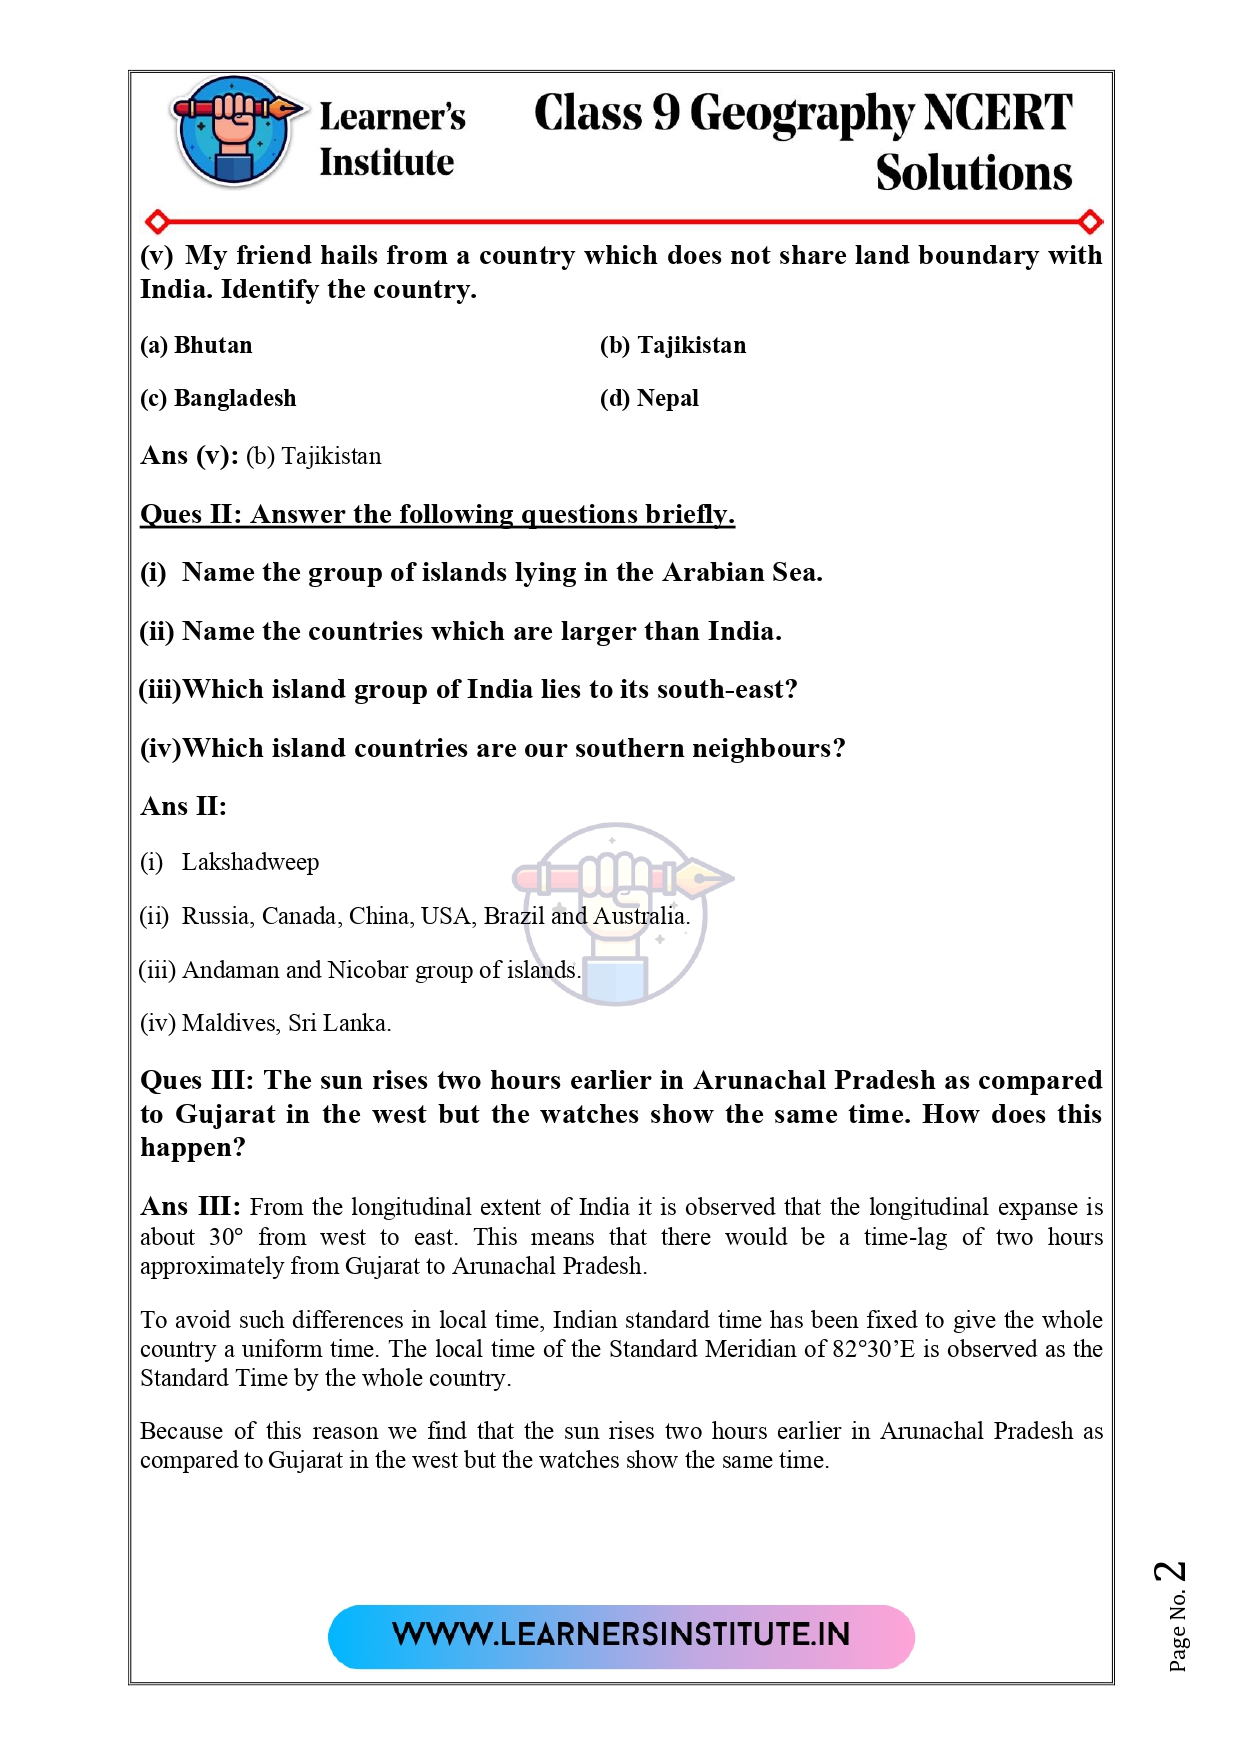 Learner's
Institute
Class 9 Geography NCERT
Solutions
(v) My friend hails from a country which does not share land boundary with
India. Identify the country.
(a) Bhutan (b) Tajikistan
(c) Bangladesh (d) Nepal
Ans (v): (b) Tajikistan
Ques II: Answer the following questions briefly.
(i) Name the group of islands lying in the Arabian Sea.
(ii) Name the countries which are larger than India.
(iii)Which island group of India lies to its south-east?
(iv)Which island countries are our southern neighbours?
Ans II:
(i) Lakshadweep
(ii) Russia, Canada, China, USA, Brazil and Australia.
(iii) Andaman and Nicobar group of islands.
(iv) Maldives, Sri Lanka.
Ques III: The sun rises two hours earlier in Arunachal Pradesh as compared
to Gujarat in the west but the watches show the same time. How does this
happen?
Ans III: From the longitudinal extent of India it is observed that the longitudinal expanse is
about 30° from west to east. This means that there would be a time-lag of two hours
approximately from Gujarat to Arunachal Pradesh.
To avoid such differences in local time, Indian standard time has been fixed to give the whole
country a uniform time. The local time of the Standard Meridian of 82°30’E is observed as the
Standard Time by the whole country.
Because of this reason we find that the sun rises two hours earlier in Arunachal Pradesh as
compared to Gujarat in the west but the watches show the same time.
WWW.LEARNERSINSTITUTE.IN
Page No. 2